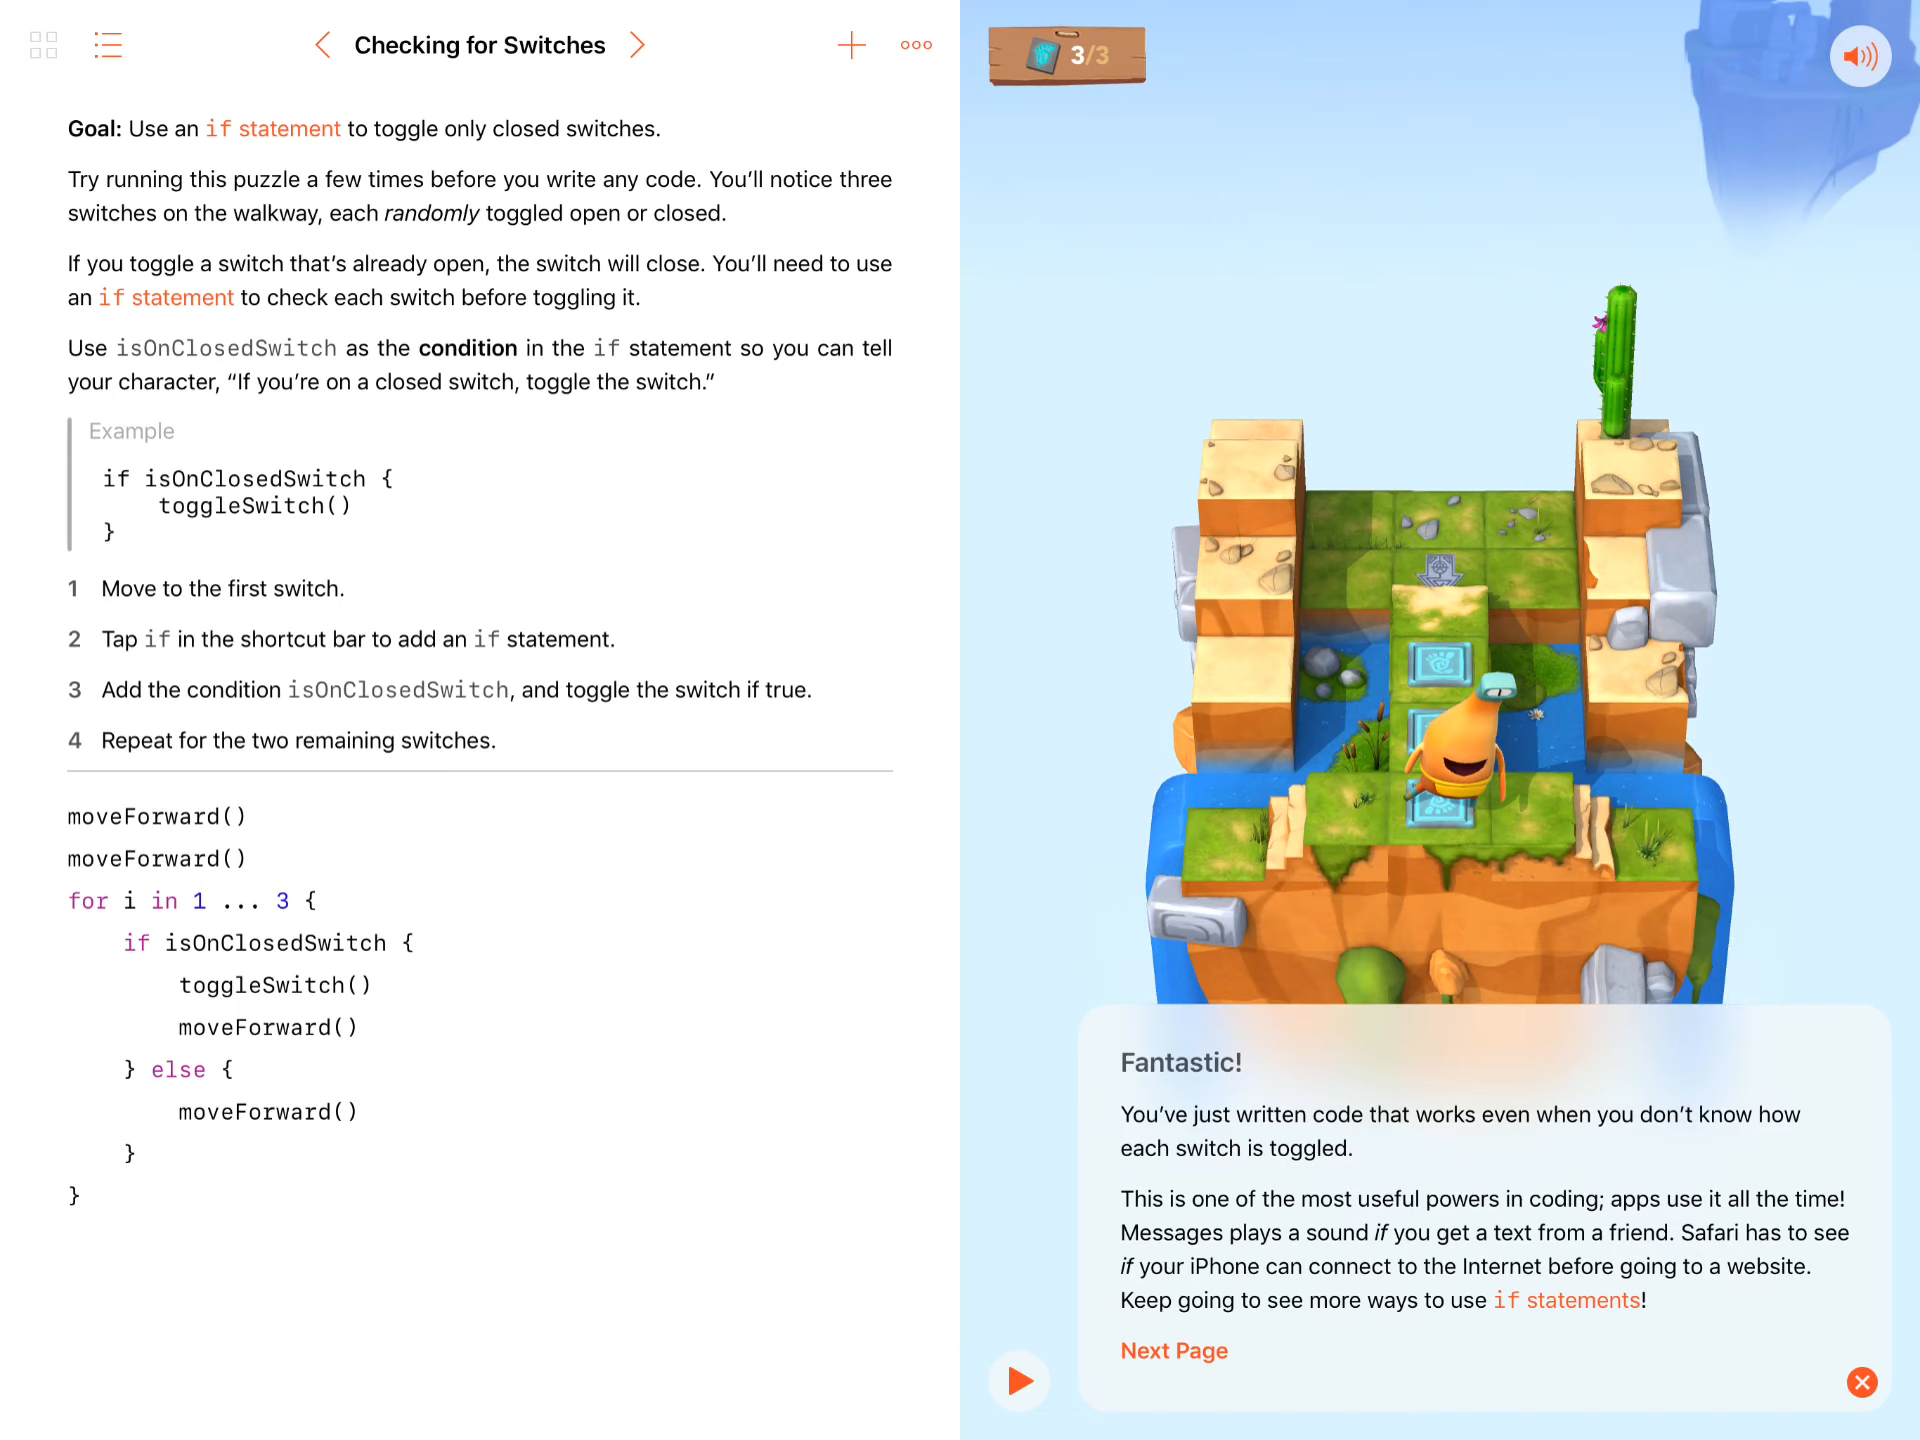 Checking for Switches
Goal: Use an if statement to toggle only closed switches.
Try running this puzzle a few times before you write any code. You’ll notice three
switches on the walkway, each randomly toggled open or closed.
If you toggle a switch that’s already open, the switch will close. You’ll need to use
an if statement to check each switch before toggling it.
Use isOnClosedSwitch as the condition in the if statement so you can tell
your character, “If you’re on a closed switch, toggle the switch.”
Example
if isOnClosedSwitch {
    toggleSwitch()
}
1 Move to the first switch.
2 Tap if in the shortcut bar to add an if statement.
3 Add the condition isOnClosedSwitch, and toggle the switch if true.
4 Repeat for the two remaining switches.
moveForward()
moveForward()
for i in 1 ... 3 {
    if isOnClosedSwitch {
        toggleSwitch()
        moveForward()
    } else {
        moveForward()
    }
}
3/3
Fantastic!
You’ve just written code that works even when you don’t know how
each switch is toggled.
This is one of the most useful powers in coding; apps use it all the time!
Messages plays a sound if you get a text from a friend. Safari has to see
if your iPhone can connect to the Internet before going to a website.
Keep going to see more ways to use if statements!
Next Page